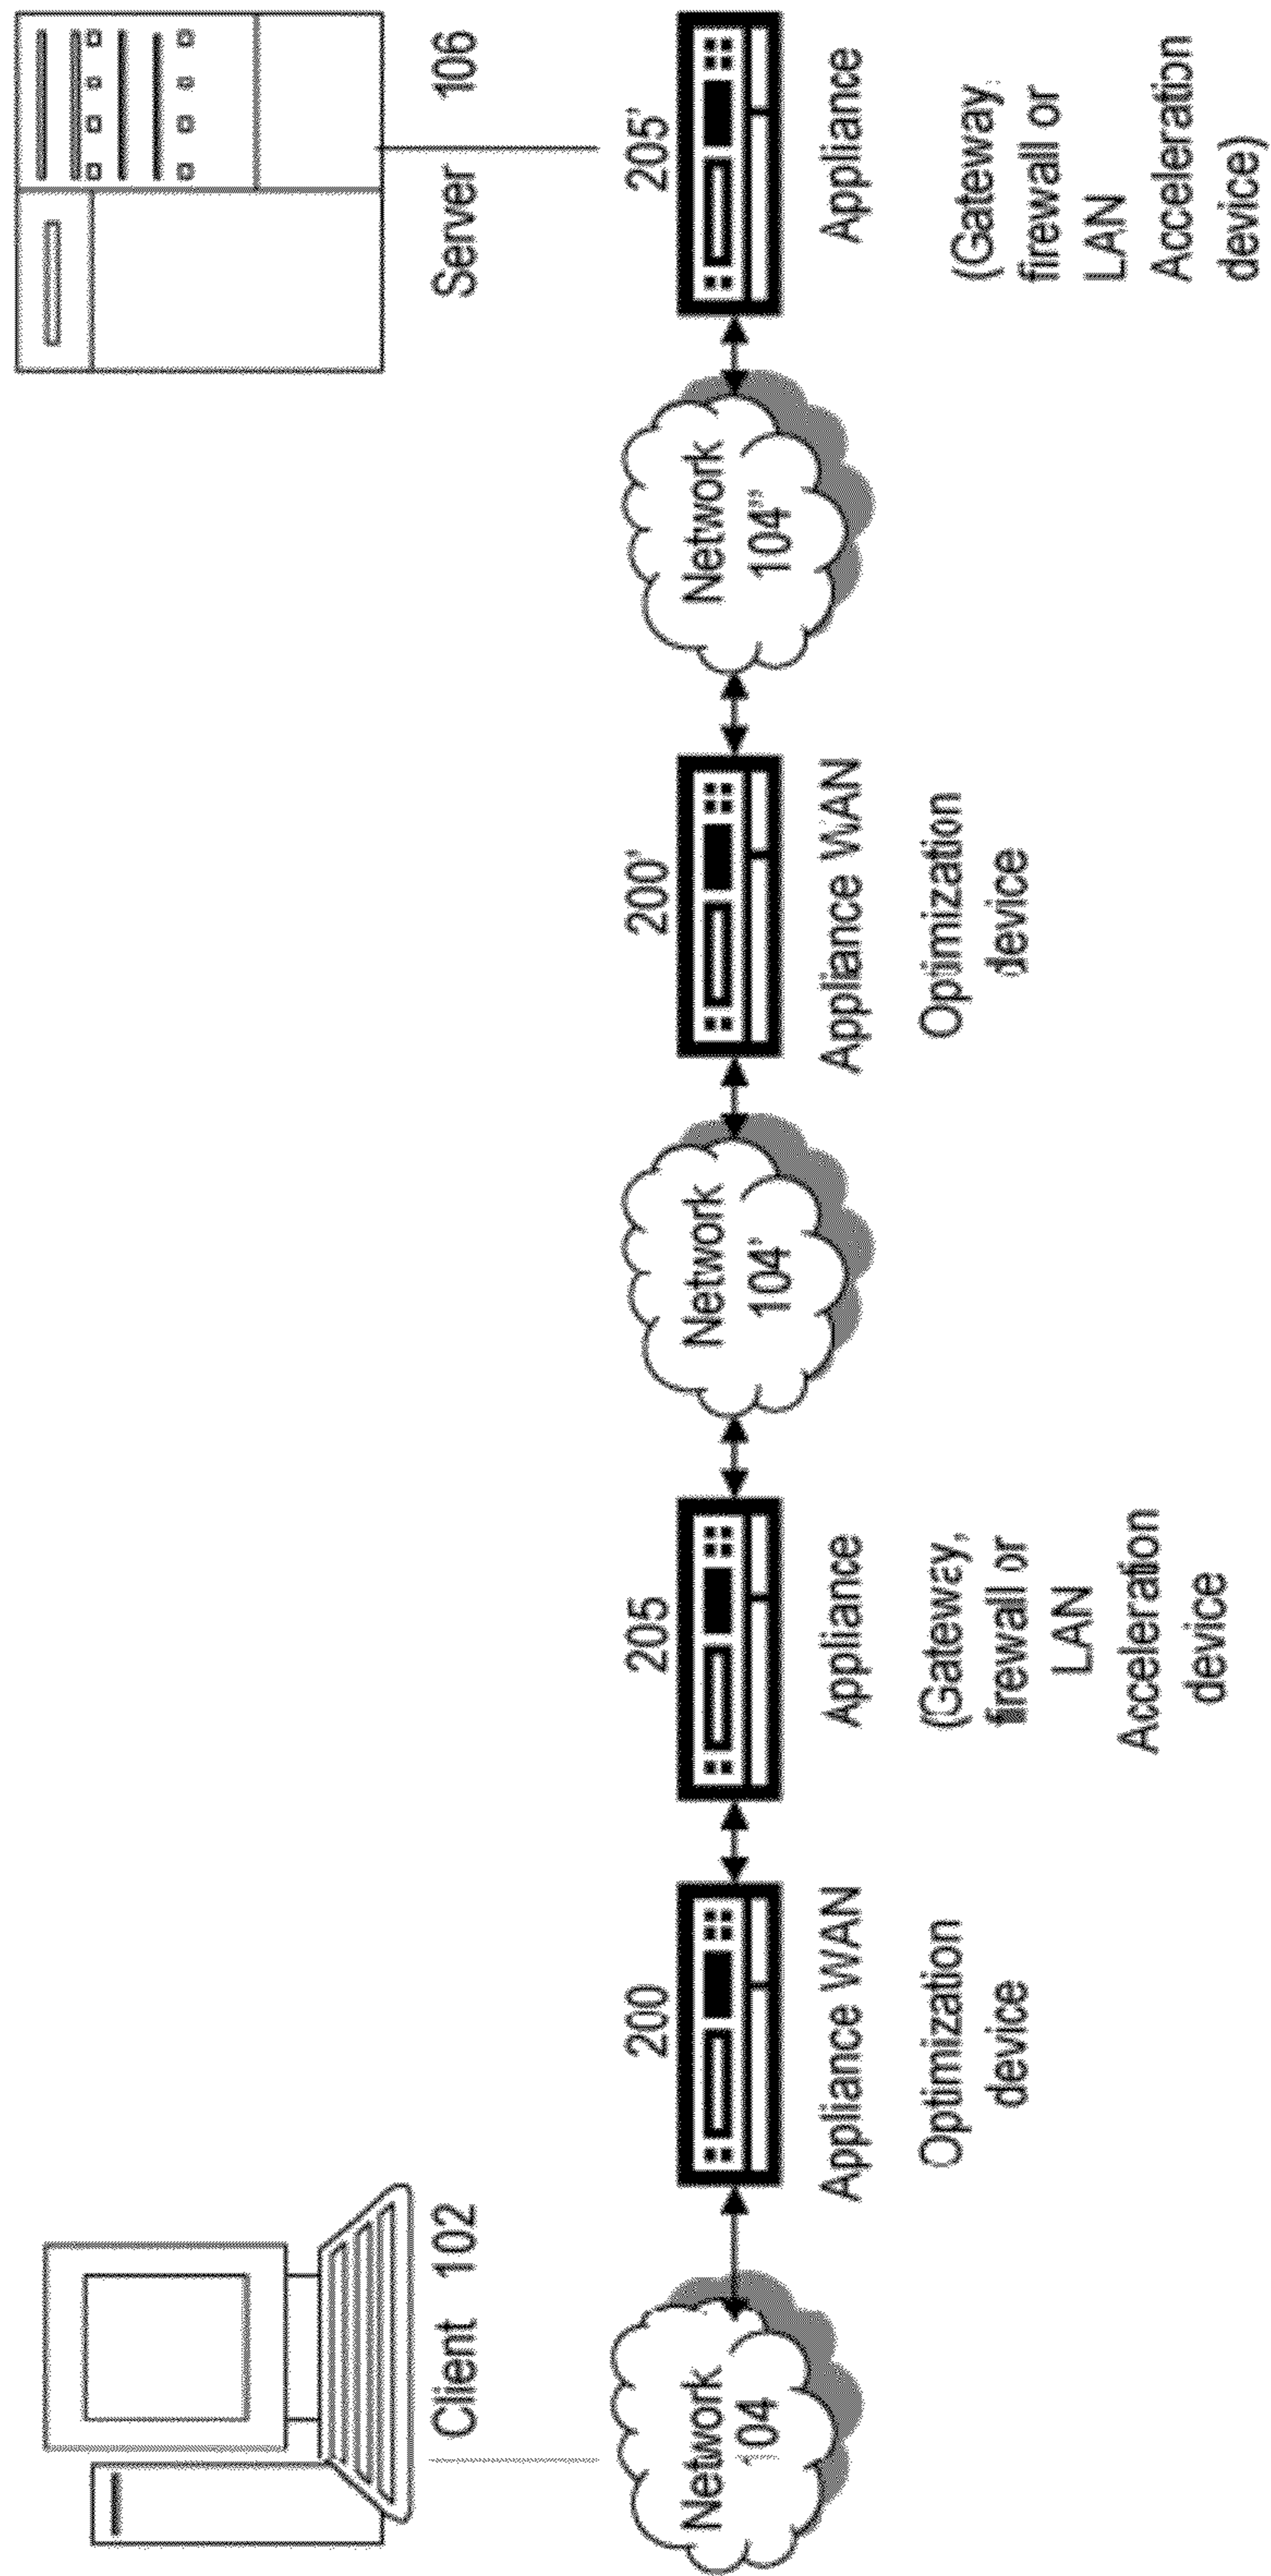 Client 102
Server 106
Network
104
200
Appliance WAN
Optimization
device
205
Appliance
(Gateway,
firewall or
LAN
Acceleration
device
Network
104'
200'
Appliance WAN
Optimization
device
Network
104"
205'
Appliance
(Gateway,
firewall or
LAN
Acceleration
device)